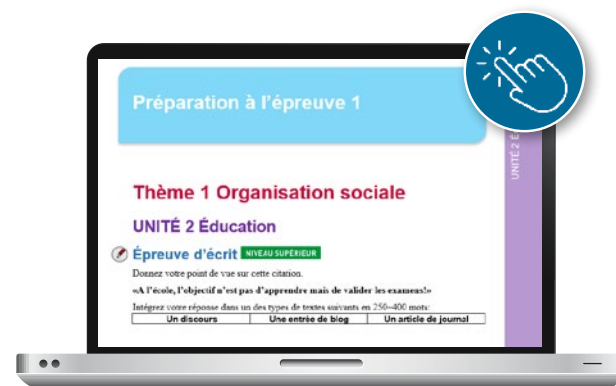 Préparation à l'épreuve 1
Thème 1 Organisation sociale
UNITÉ 2 Éducation
Épreuve d'écrit NIVEAU SUPÉRIEUR
Donnez votre point de vue sur cette citation.
«A l'école, l'objectif n'est pas d'apprendre mais de valider les examens!»
Intégrez votre réponse dans un des types de textes suivants en 250–400 mots:
Un discours Une entrée de blog Un article de journal
UNITÉ 2